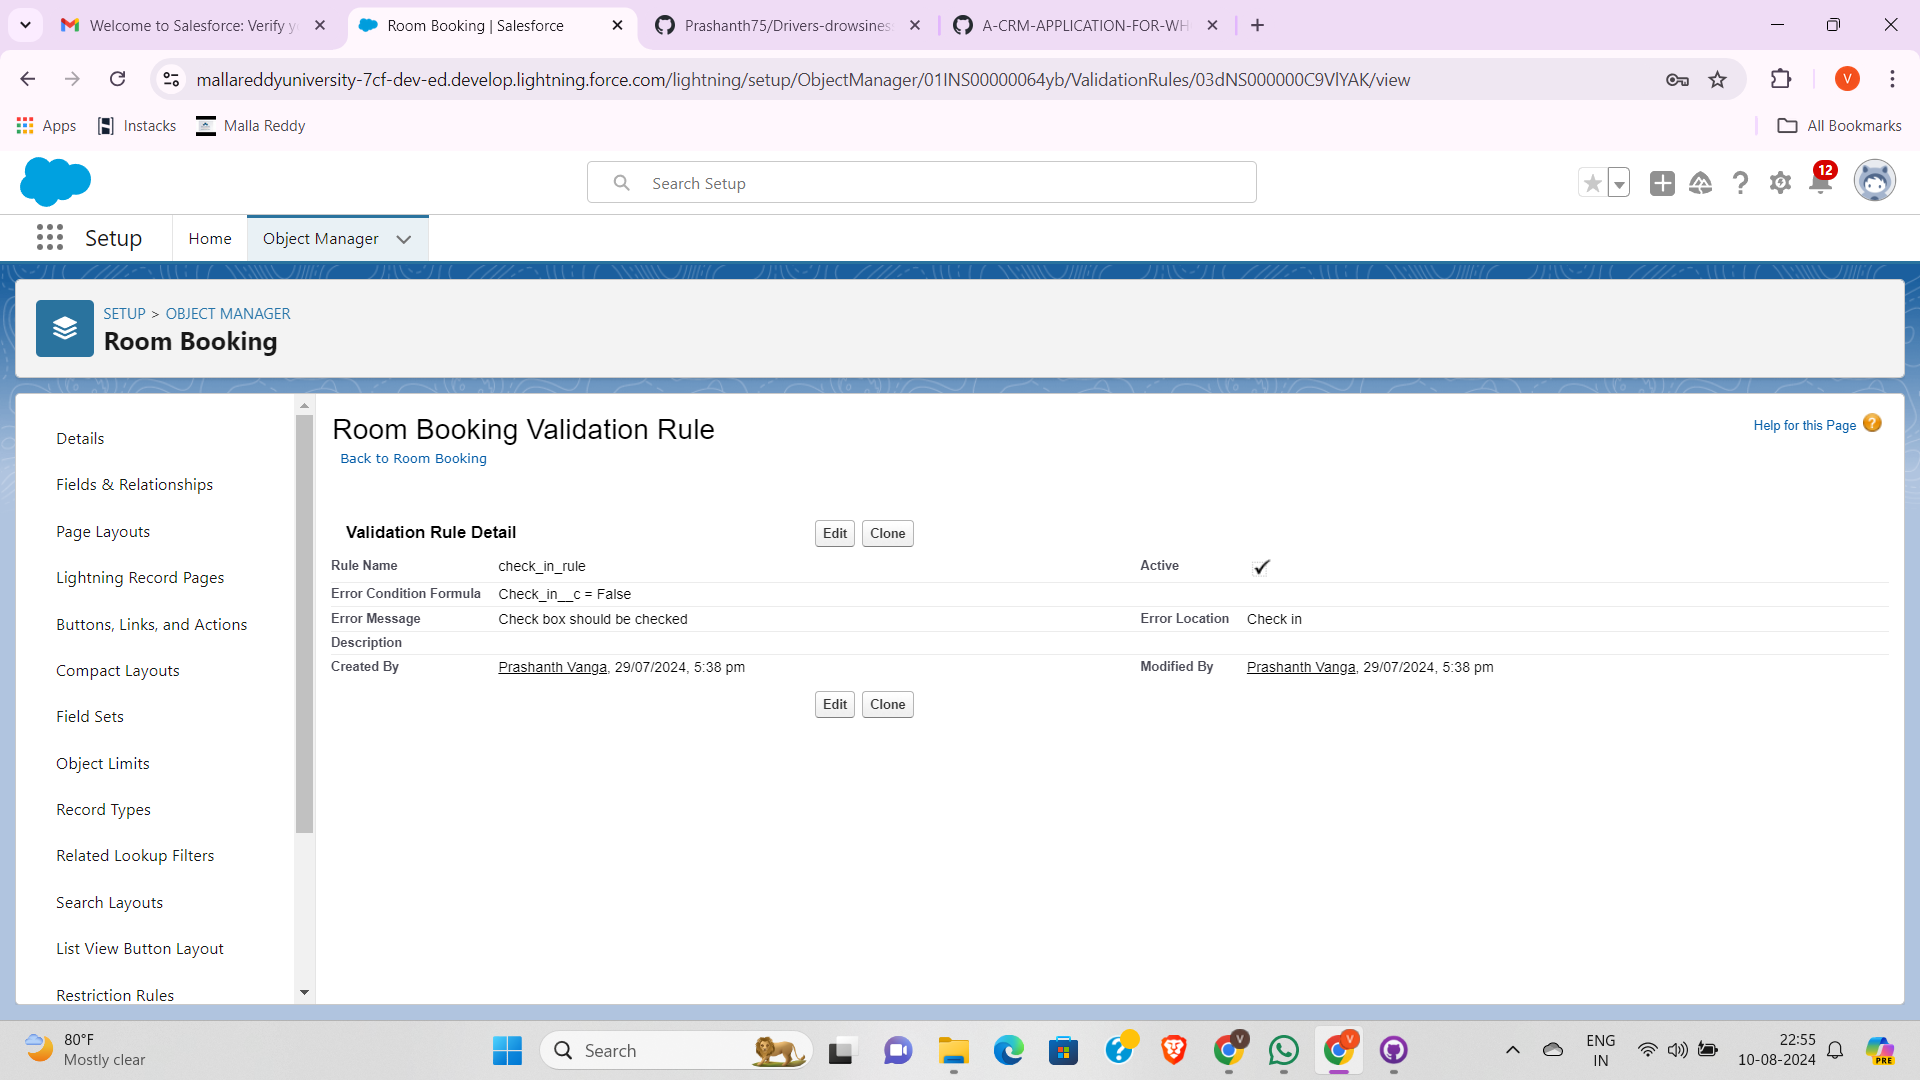 Welcome to Salesforce: Verify y
Room Booking | Salesforce
Prashanth75/Drivers-drowsines
A-CRM-APPLICATION-FOR-WH
mallareddyuniversity-7cf-dev-ed.develop.lightning.force.com/lightning/setup/ObjectManager/01INS00000064yb/ValidationRules/03dNS000000C9VlYAK/view
V
Apps
Instacks
Malla Reddy
All Bookmarks
Search Setup
12
Setup
Home
Object Manager
SETUP > OBJECT MANAGER
Room Booking
Details
Fields & Relationships
Page Layouts
Lightning Record Pages
Buttons, Links, and Actions
Compact Layouts
Field Sets
Object Limits
Record Types
Related Lookup Filters
Search Layouts
List View Button Layout
Restriction Rules
Room Booking Validation Rule
Help for this Page ?
Back to Room Booking
Validation Rule Detail
Edit Clone
Rule Name check_in_rule Active
Error Condition Formula Check_in__c = False
Error Message Check box should be checked Error Location Check in
Description
Created By Prashanth Vanga, 29/07/2024, 5:38 pm Modified By Prashanth Vanga, 29/07/2024, 5:38 pm
Edit Clone
80°F
Mostly clear
Search
V
V
ENG
IN
22:55
10-08-2024
PRE